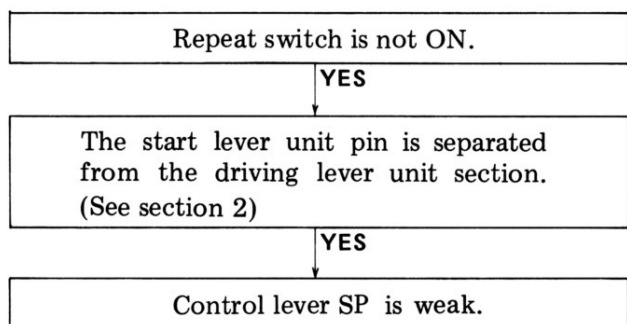 Repeat switch is not ON.
YES
The start lever unit pin is separated
from the driving lever unit section.
(See section 2)
YES
Control lever SP is weak.